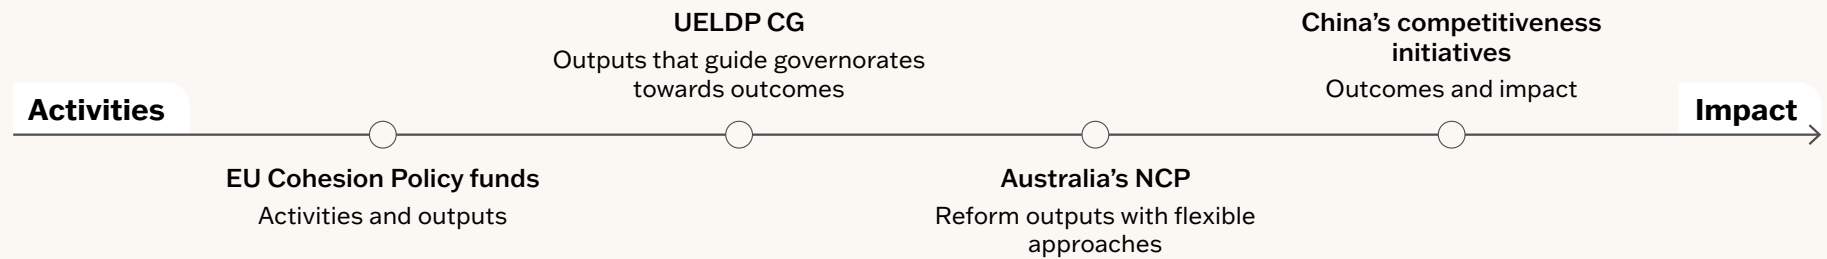 Activities
EU Cohesion Policy funds
Activities and outputs
UELDP CG
Outputs that guide governorates
towards outcomes
Australia’s NCP
Reform outputs with flexible
approaches
China’s competitiveness
initiatives
Outcomes and impact
Impact